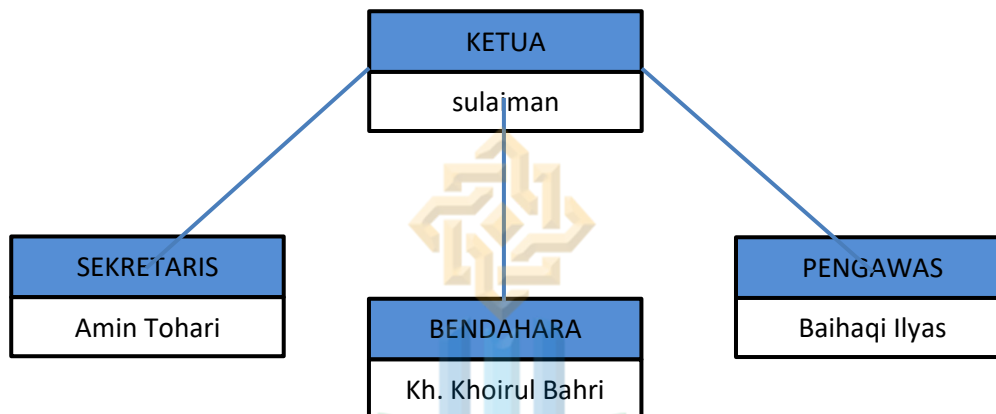 KETUA
sulaiman
SEKRETARIS
Amin Tohari
BENDAHARA
Kh. Khoirul Bahri
PENGAWAS
Baihaqi Ilyas